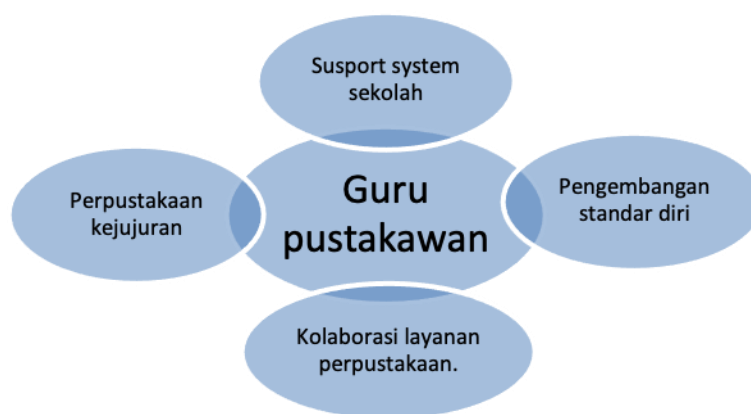 Susport system
sekolah
Perpustakaan
kejujuran
Guru
pustakawan
Pengembangan
standar diri
Kolaborasi layanan
perpustakaan.